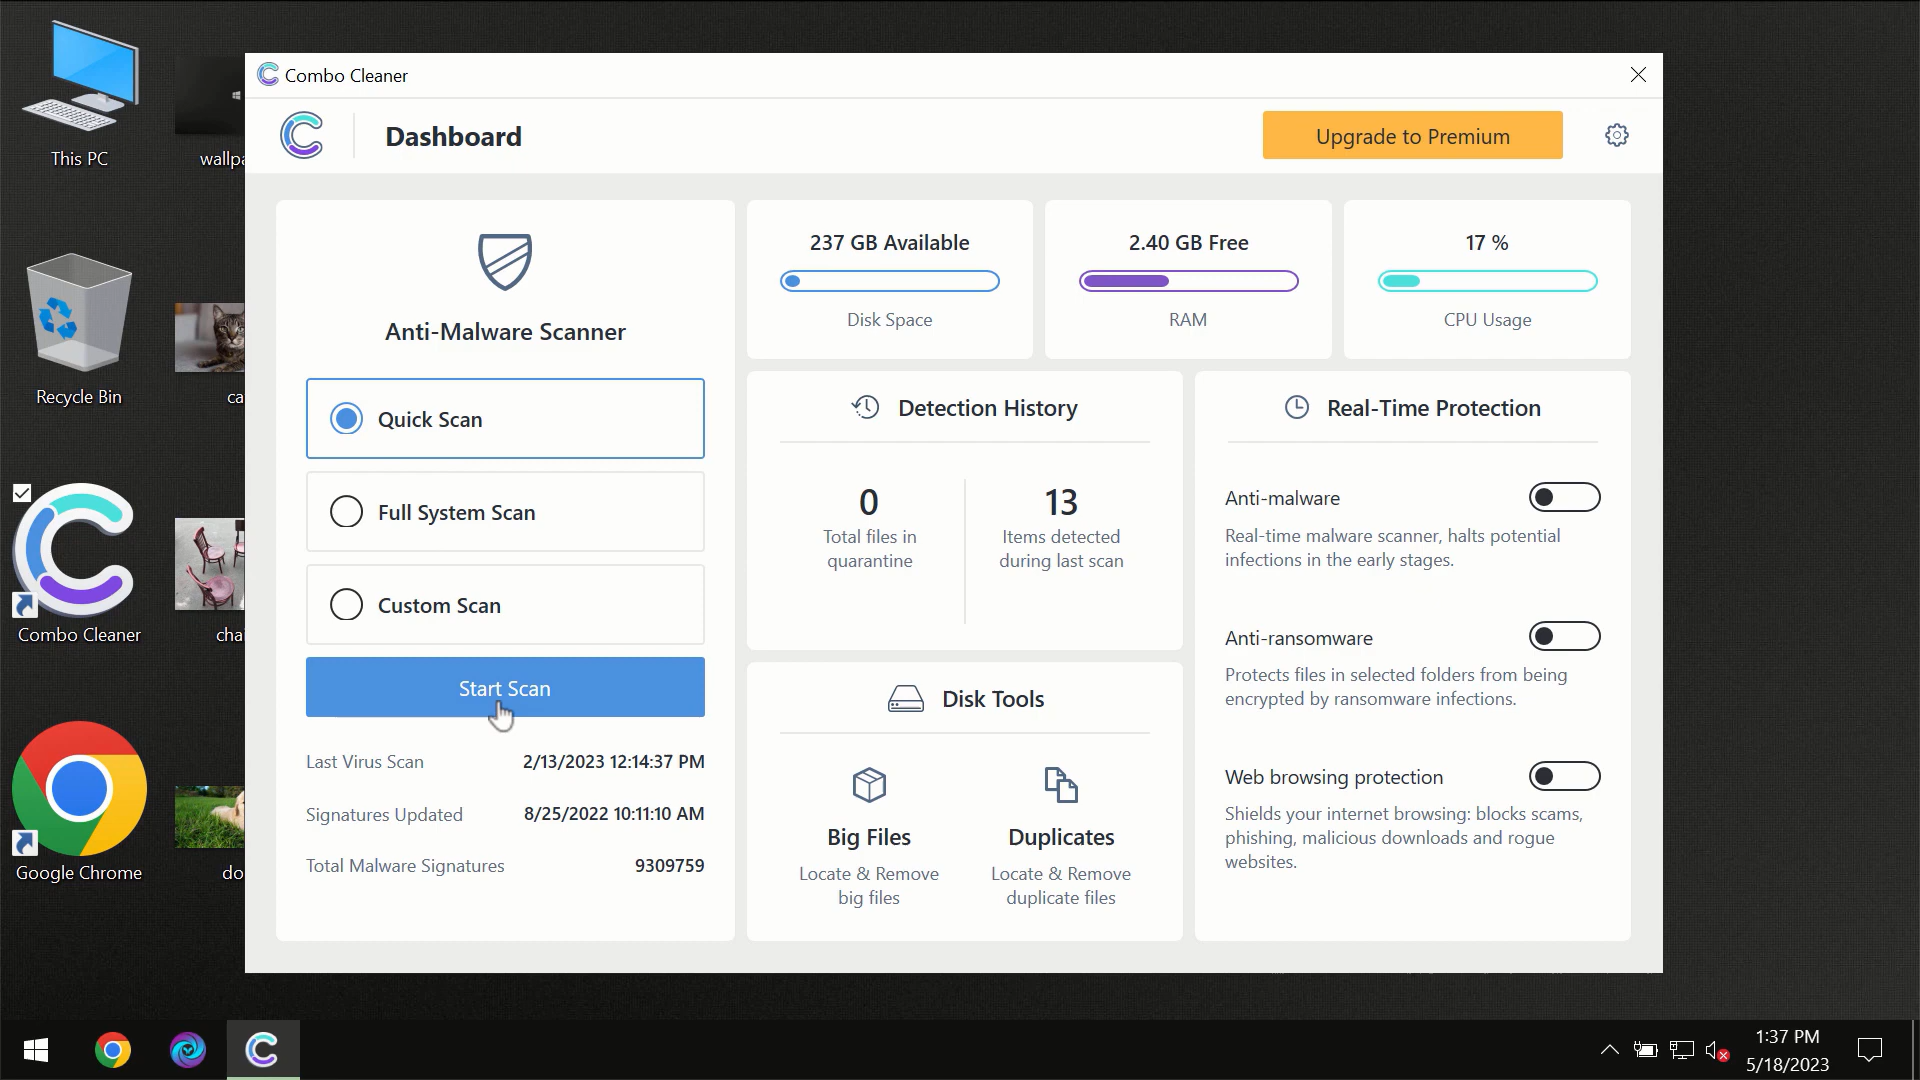 This PC
wallpa
Recycle Bin
ca
Combo Cleaner
chai
Google Chrome
do
Combo Cleaner
Dashboard
Upgrade to Premium
Anti-Malware Scanner
Quick Scan
Full System Scan
Custom Scan
Start Scan
Last Virus Scan 2/13/2023 12:14:37 PM
Signatures Updated 8/25/2022 10:11:10 AM
Total Malware Signatures 9309759
237 GB Available
Disk Space
2.40 GB Free
RAM
17 %
CPU Usage
Detection History
0
Total files in
quarantine
13
Items detected
during last scan
Disk Tools
Big Files
Locate & Remove
big files
Duplicates
Locate & Remove
duplicate files
Real-Time Protection
Anti-malware
Real-time malware scanner, halts potential
infections in the early stages.
Anti-ransomware
Protects files in selected folders from being
encrypted by ransomware infections.
Web browsing protection
Shields your internet browsing: blocks scams,
phishing, malicious downloads and rogue
websites.
1:37 PM
5/18/2023